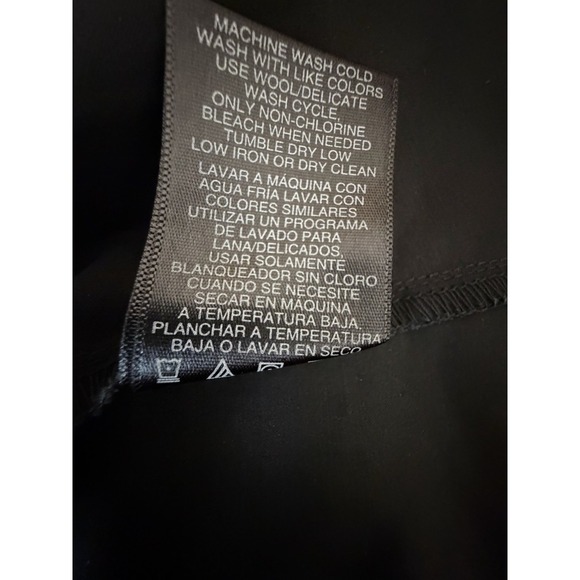 MACHINE WASH COLD
WASH WITH LIKE COLORS
USE WOOL/DELICATE
WASH CYCLE,
ONLY NON-CHLORINE
BLEACH WHEN NEEDED
TUMBLE DRY LOW
LOW IRON OR DRY CLEAN
LAVAR A MÁQUINA CON
AGUA FRÍA LAVAR CON
COLORES SIMILARES
UTILIZAR UN PROGRAMA
DE LAVADO PARA
LANA/DELICADOS,
USAR SOLAMENTE
BLANQUEADOR SIN CLORO
CUANDO SE NECESITE
SECAR EN MÁQUINA
A TEMPERATURA BAJA,
PLANCHAR A TEMPERATURA
BAJA O LAVAR EN SECO